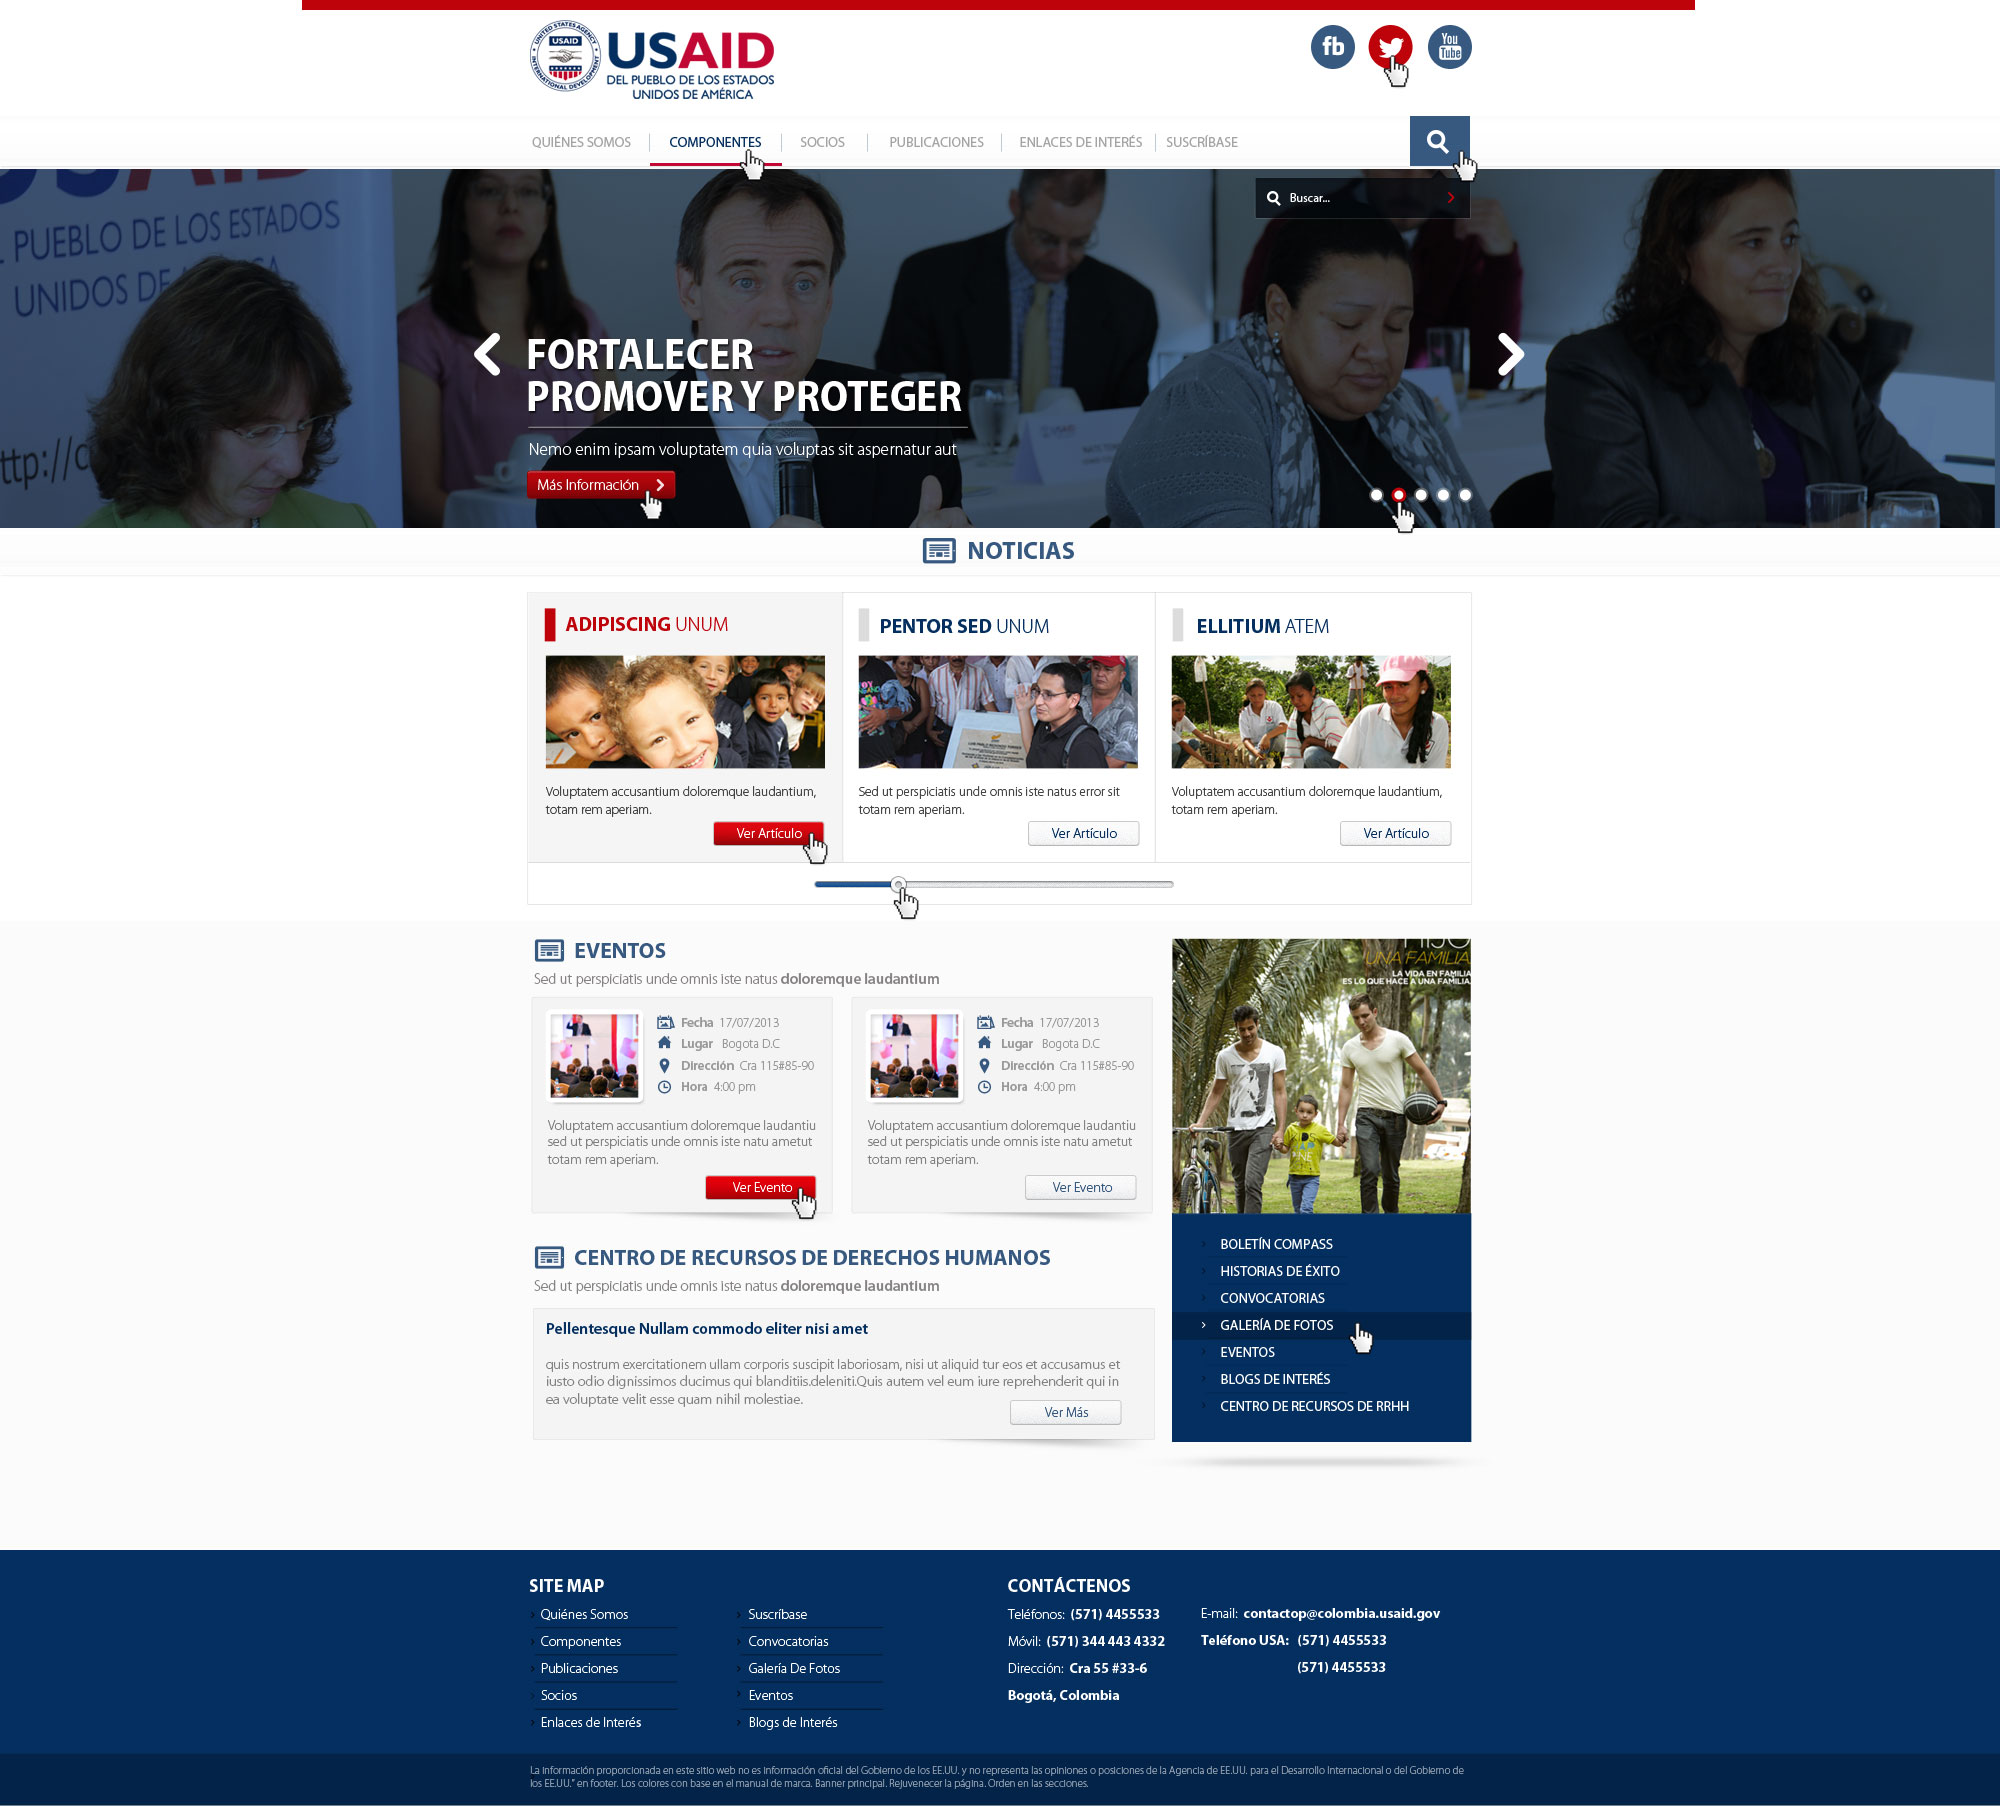 USAID
DEL PUEBLO DE LOS ESTADOS
UNIDOS DE AMÉRICA
UNITED STATES AGENCY
INTERNATIONAL DEVELOPMENT
USAID
fb
You
Tube
QUIÉNES SOMOS
COMPONENTES
SOCIOS
PUBLICACIONES
ENLACES DE INTERÉS
SUSCRÍBASE
Buscar...
USAID
PUEBLO DE LOS ESTADOS
UNIDOS DE AMÉRICA
FORTALECER
PROMOVER Y PROTEGER
Nemo enim ipsam voluptatem quia voluptas sit aspernatur aut
Más Información
NOTICIAS
ADIPISCING UNUM
Voluptatem accusantium doloremque laudantium,
totam rem aperiam.
Ver Artículo
PENTOR SED UNUM
Sed ut perspiciatis unde omnis iste natus error sit
totam rem aperiam.
Ver Artículo
ELLITIUM ATEM
Voluptatem accusantium doloremque laudantium,
totam rem aperiam.
Ver Artículo
EVENTOS
Sed ut perspiciatis unde omnis iste natus doloremque laudantium
Fecha 17/07/2013
Lugar Bogota D.C
Dirección Cra 115#85-90
Hora 4:00 pm
Voluptatem accusantium doloremque laudantiu
sed ut perspiciatis unde omnis iste natu ametut
totam rem aperiam.
Ver Evento
Fecha 17/07/2013
Lugar Bogota D.C
Dirección Cra 115#85-90
Hora 4:00 pm
Voluptatem accusantium doloremque laudantiu
sed ut perspiciatis unde omnis iste natu ametut
totam rem aperiam.
Ver Evento
CENTRO DE RECURSOS DE DERECHOS HUMANOS
Sed ut perspiciatis unde omnis iste natus doloremque laudantium
Pellentesque Nullam commodo eliter nisi amet
quis nostrum exercitationem ullam corporis suscipit laboriosam, nisi ut aliquid tur eos et accusamus et
iusto odio dignissimos ducimus qui blanditiis.deleniti.Quis autem vel eum iure reprehenderit qui in
ea voluptate velit esse quam nihil molestiae.
Ver Más
UNA FAMILIA
LA VIDA EN FAMILIA
ES LO QUE HACE A UNA FAMILIA
BOLETÍN COMPASS
HISTORIAS DE ÉXITO
CONVOCATORIAS
GALERÍA DE FOTOS
EVENTOS
BLOGS DE INTERÉS
CENTRO DE RECURSOS DE RRHH
SITE MAP
Quiénes Somos
Componentes
Publicaciones
Socios
Enlaces de Interés
Suscríbase
Convocatorias
Galería De Fotos
Eventos
Blogs de Interés
CONTÁCTENOS
Teléfonos: (571) 4455533
Móvil: (571) 344 443 4332
Dirección: Cra 55 #33-6
Bogotá, Colombia
E-mail: contactop@colombia.usaid.gov
Teléfono USA: (571) 4455533
(571) 4455533
La información proporcionada en este sitio web no es información oficial del Gobierno de los EE.UU. y no representa las opiniones o posiciones de la Agencia de EE.UU. para el Desarrollo Internacional o del Gobierno de
los EE.UU." en footer. Los colores con base en el manual de marca. Banner principal. Rejuvenecer la página. Orden en las secciones.